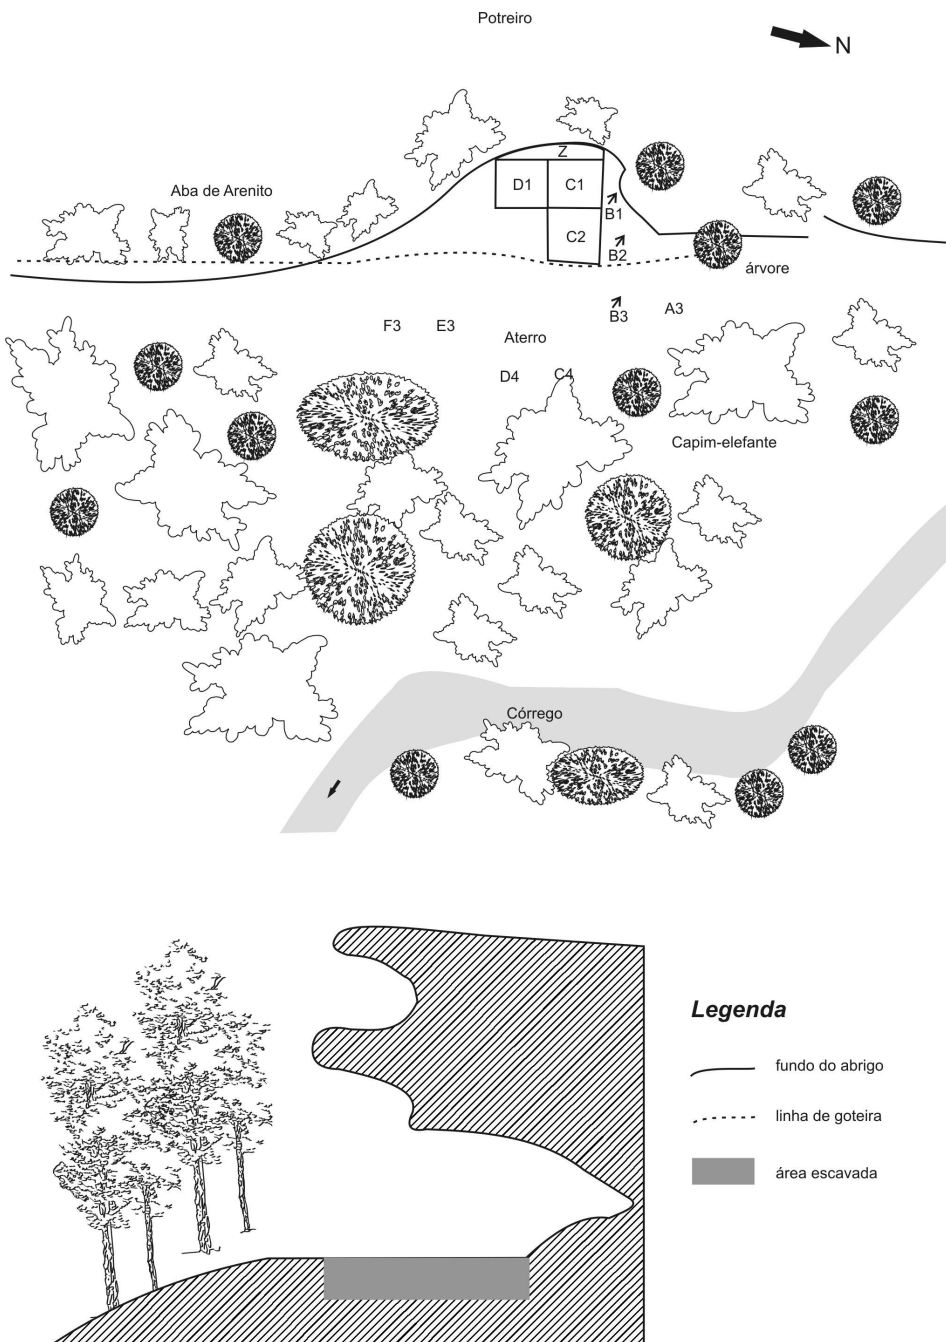 Potreiro
N
Z
Aba de Arenito
D1 C1
B1
C2
B2
árvore
B3 A3
F3 E3
Aterro
D4 C4
Capim-elefante
Córrego
Legenda
fundo do abrigo
linha de goteira
área escavada